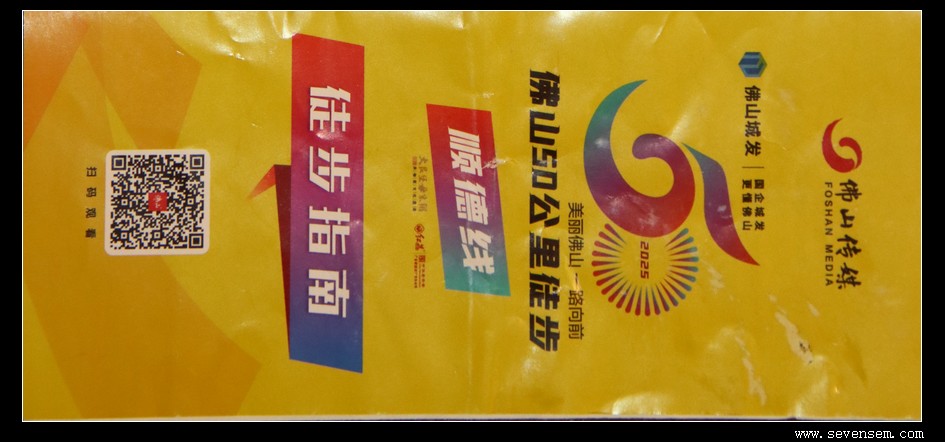 佛山传媒
FOSHAN MEDIA
佛山城发
国企城发
更懂佛山
2025
美丽佛山 一路向前
佛山50公里徒步
顺德线
徒步指南
扫码观看
www.sevensem.com